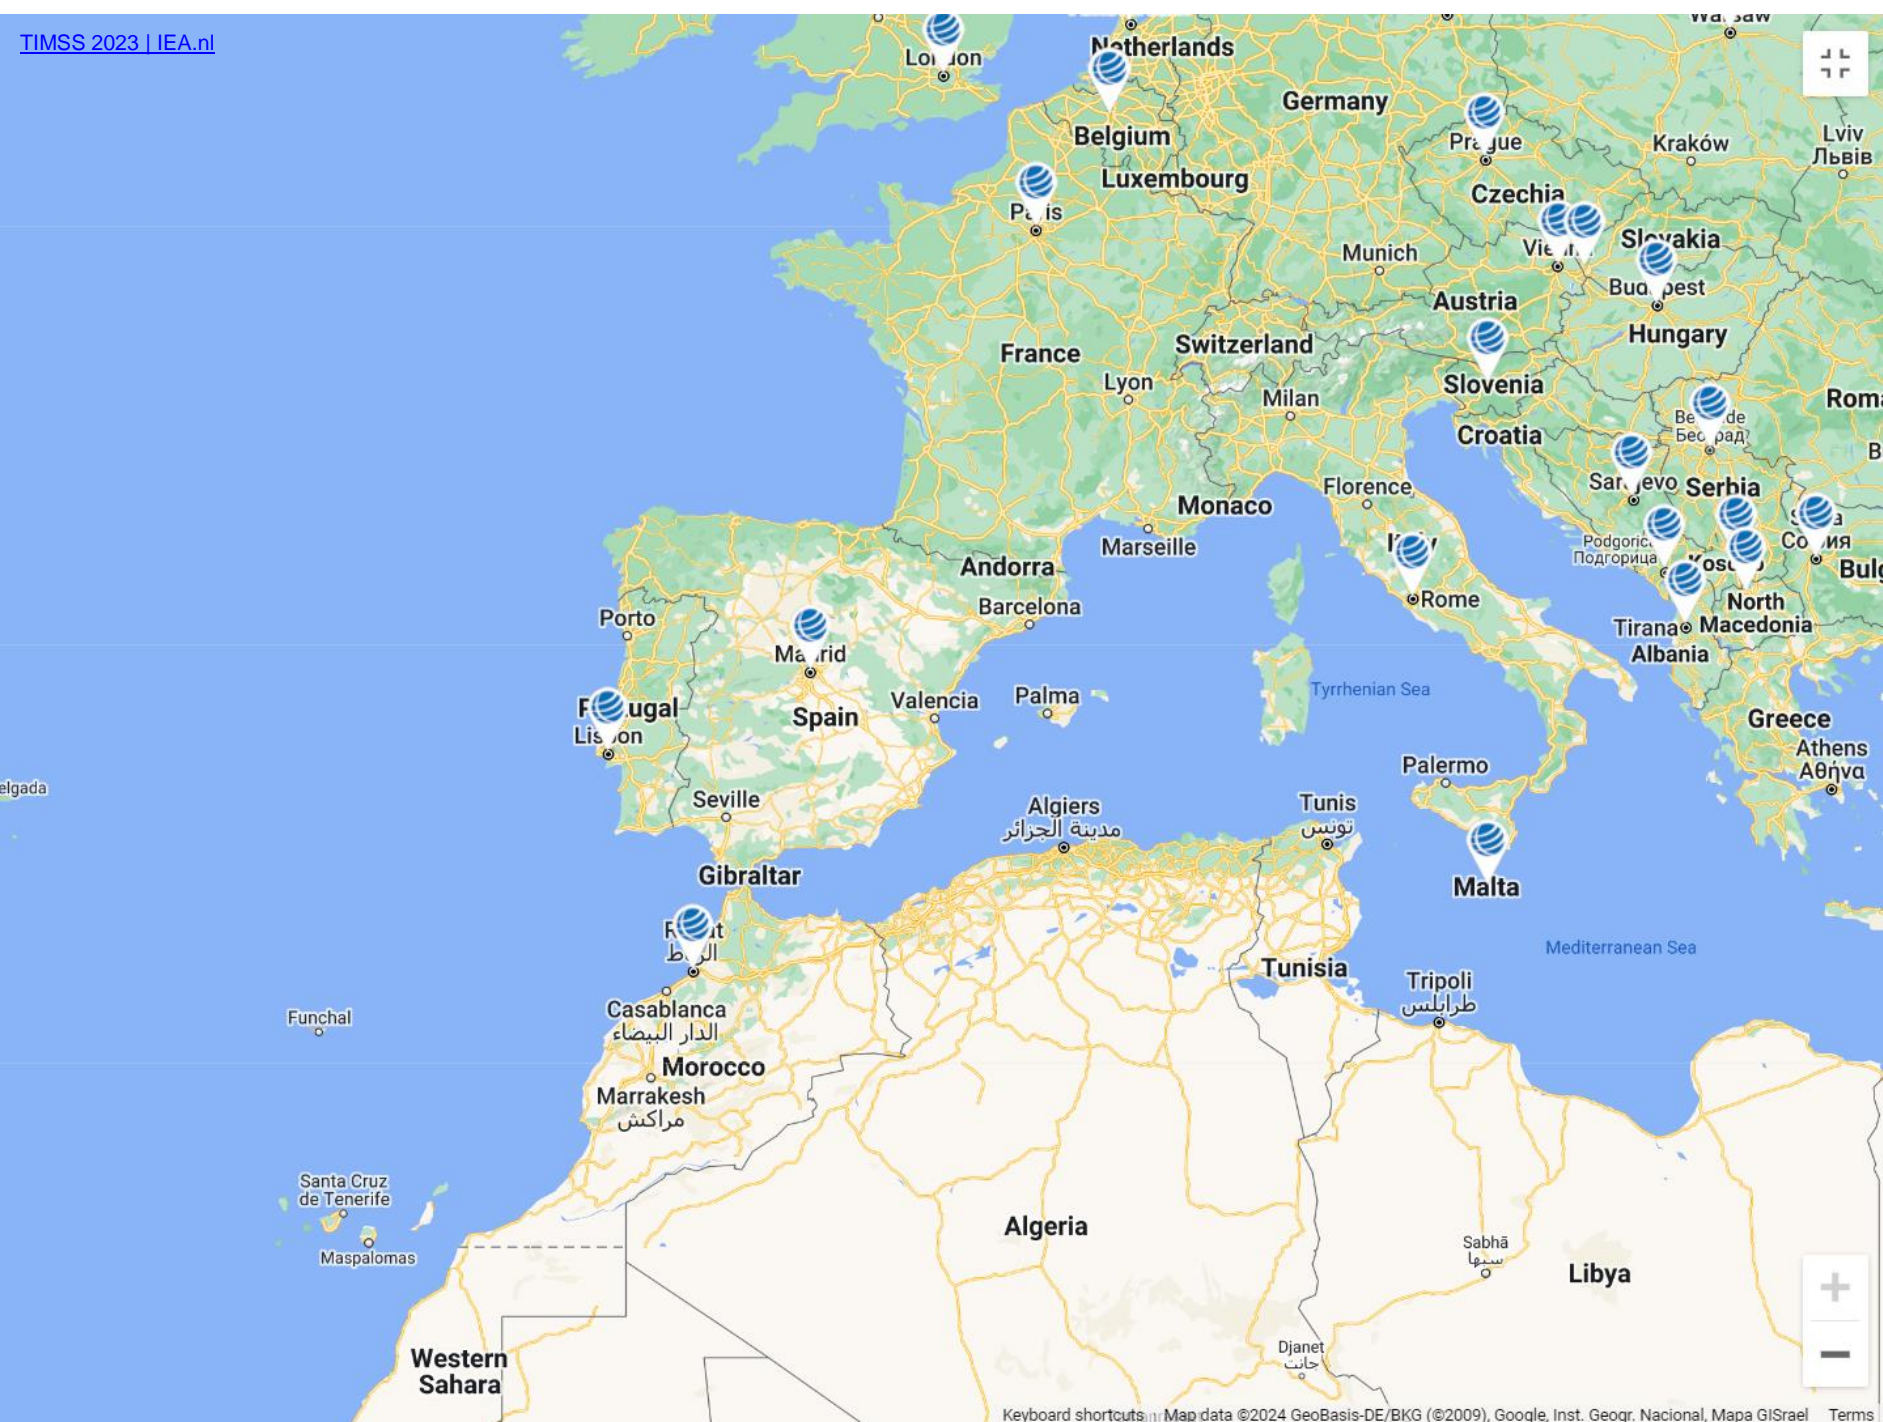 TIMSS 2023 | IEA.nl
Netherlands
Germany
Belgium
Luxembourg
Kraków
Lviv
Львів
Czechia
Munich
Slovakia
Austria
Hungary
Switzerland
France
Lyon
Milan
Slovenia
Croatia
Serbia
Florence
Monaco
Marseille
Andorra
Barcelona
Porto
Rome
North
Macedonia
Tirana
Albania
Podgorica
Подгорица
Spain
Valencia
Palma
Tyrrhenian Sea
Greece
Athens
Αθήνα
elgada
Seville
Palermo
Algiers
مدينة الجزائر
Tunis
تونس
Gibraltar
Malta
Mediterranean Sea
Tunisia
Tripoli
طرابلس
Casablanca
الدار البيضاء
Funchal
Morocco
Marrakesh
مراكش
Santa Cruz
de Tenerife
Maspalomas
Algeria
Sabhā
سبها
Libya
Djanet
جانت
Western
Sahara
Keyboard shortcuts
Map data ©2024 GeoBasis-DE/BKG (©2009), Google, Inst. Geogr. Nacional, Mapa GISrael
Terms